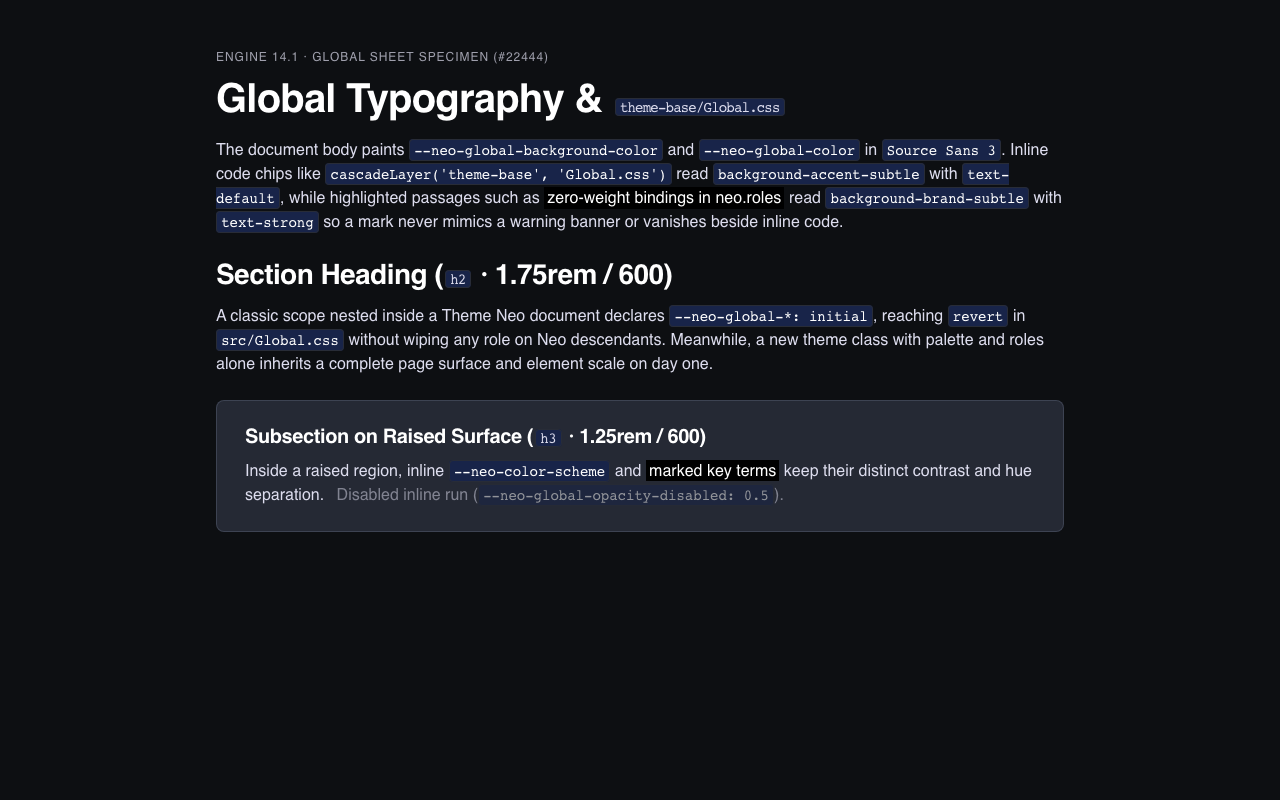 ENGINE 14.1 · GLOBAL SHEET SPECIMEN (#22444)
Global Typography & theme-base/Global.css
The document body paints --neo-global-background-color and --neo-global-color in Source Sans 3. Inline
code chips like cascadeLayer('theme-base', 'Global.css') read background-accent-subtle with text-
default, while highlighted passages such as zero-weight bindings in neo.roles read background-brand-subtle with
text-strong so a mark never mimics a warning banner or vanishes beside inline code.
Section Heading (h2 · 1.75rem / 600)
A classic scope nested inside a Theme Neo document declares --neo-global-*: initial, reaching revert in
src/Global.css without wiping any role on Neo descendants. Meanwhile, a new theme class with palette and roles
alone inherits a complete page surface and element scale on day one.
Subsection on Raised Surface (h3 · 1.25rem / 600)
Inside a raised region, inline --neo-color-scheme and marked key terms keep their distinct contrast and hue
separation. Disabled inline run (--neo-global-opacity-disabled: 0.5).